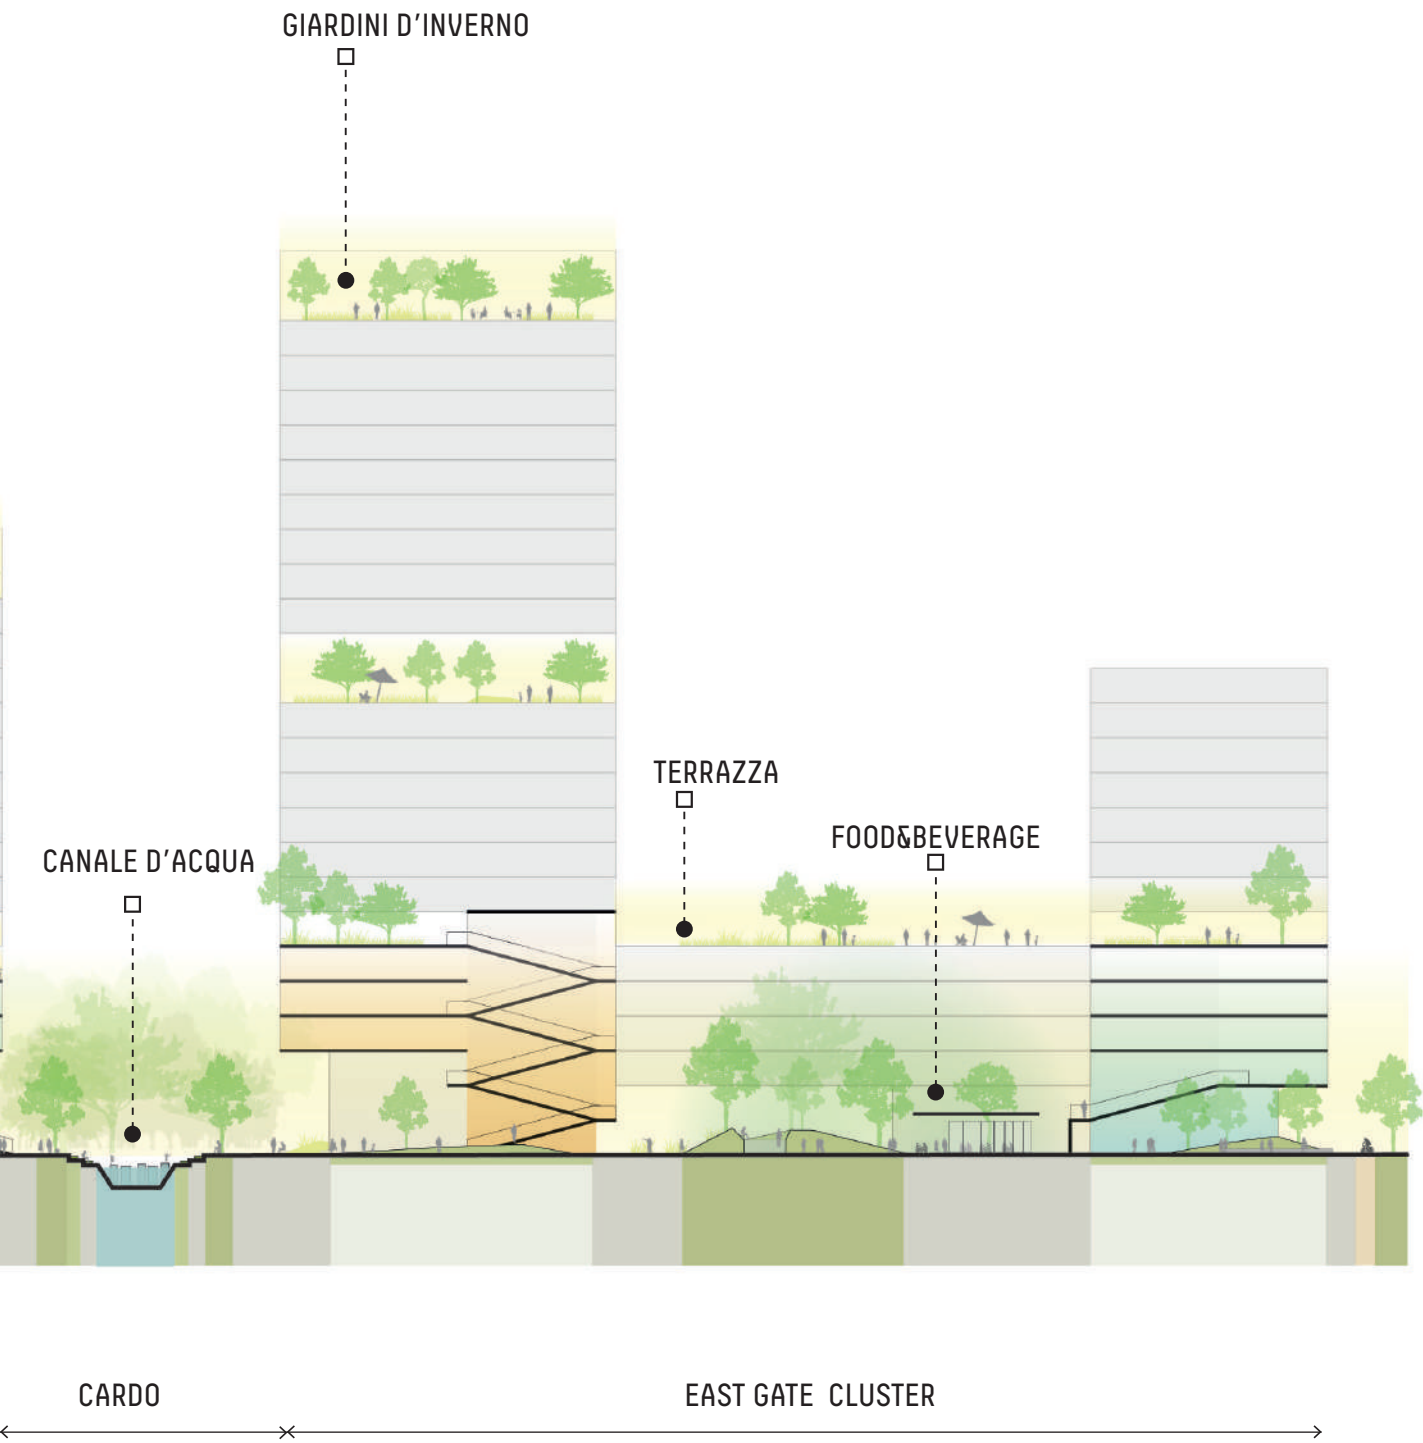 GIARDINI D'INVERNO
TERRAZZA
FOOD&BEVERAGE
CANALE D'ACQUA
CARDO
EAST GATE CLUSTER